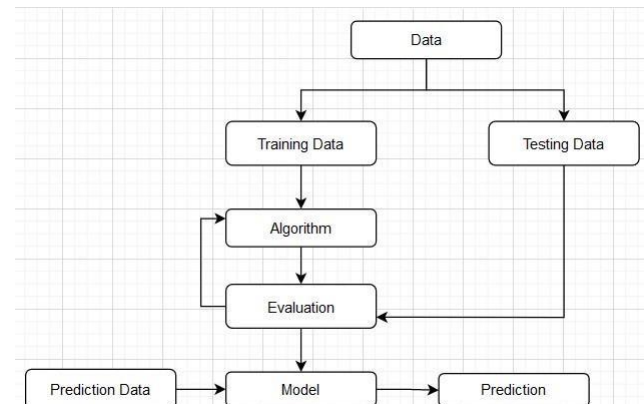 Data
Training Data
Testing Data
Algorithm
Evaluation
Prediction Data
Model
Prediction